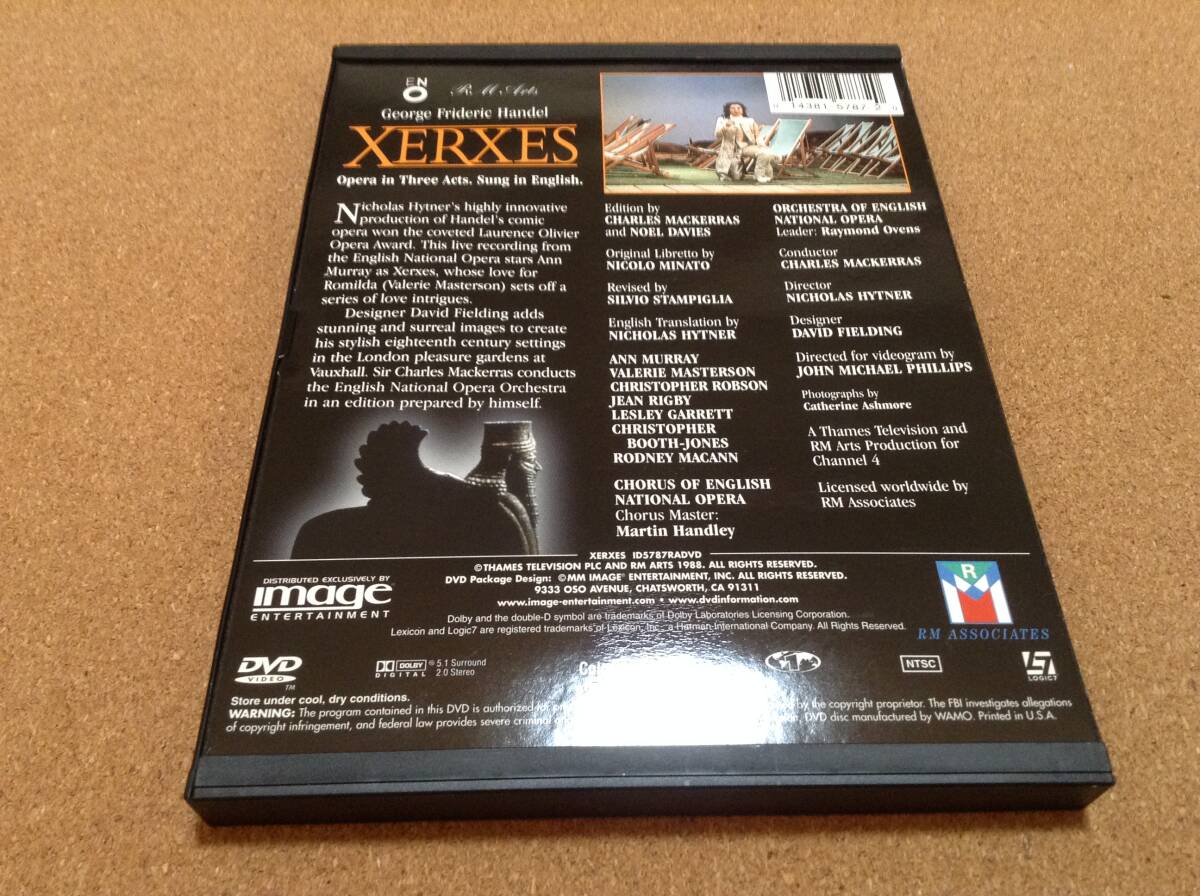 ENO
RM Arts
George Frideric Handel
XERXES
Opera in Three Acts. Sung in English.
Nicholas Hytner's highly innovative
production of Handel's comic
opera won the coveted Laurence Olivier
Opera Award. This live recording from
the English National Opera stars Ann
Murray as Xerxes, whose love for
Romilda (Valerie Masterson) sets off a
series of love intrigues.
Designer David Fielding adds
stunning and surreal images to create
his stylish eighteenth century settings
in the London pleasure gardens at
Vauxhall. Sir Charles Mackerras conducts
the English National Opera Orchestra
in an edition prepared by himself.
14381 5787 2
Edition by
CHARLES MACKERRAS
and NOEL DAVIES
Original Libretto by
NICOLO MINATO
Revised by
SILVIO STAMPIGLIA
English Translation by
NICHOLAS HYTNER
ANN MURRAY
VALERIE MASTERSON
CHRISTOPHER ROBSON
JEAN RIGBY
LESLEY GARRETT
CHRISTOPHER
BOOTH-JONES
RODNEY MACANN
CHORUS OF ENGLISH
NATIONAL OPERA
Chorus Master:
Martin Handley
ORCHESTRA OF ENGLISH
NATIONAL OPERA
Leader: Raymond Ovens
Conductor
CHARLES MACKERRAS
Director
NICHOLAS HYTNER
Designer
DAVID FIELDING
Directed for videogram by
JOHN MICHAEL PHILLIPS
Photographs by
Catherine Ashmore
A Thames Television and
RM Arts Production for
Channel 4
Licensed worldwide by
RM Associates
XERXES ID5787RADVD
©THAMES TELEVISION PLC AND RM ARTS 1988. ALL RIGHTS RESERVED.
DVD Package Design: ©MM IMAGE® ENTERTAINMENT, INC. ALL RIGHTS RESERVED.
9333 OSO AVENUE, CHATSWORTH, CA 91311
www.image-entertainment.com • www.dvdinformation.com
Dolby and the double-D symbol are trademarks of Dolby Laboratories Licensing Corporation.
Lexicon and Logic7 are registered trademarks of Lexicon, Inc., a Harman International Company. All Rights Reserved.
DISTRIBUTED EXCLUSIVELY BY
image
ENTERTAINMENT
RM
RM ASSOCIATES
DVD
VIDEO
TM
DOLBY
DIGITAL
5.1 Surround
2.0 Stereo
1
NTSC
L7
LOGIC7
Store under cool, dry conditions.
WARNING: The program contained in this DVD is authorized for by the copyright proprietor. The FBI investigates allegations
of copyright infringement, and federal law provides severe criminal DVD disc manufactured by WAMO. Printed in U.S.A.